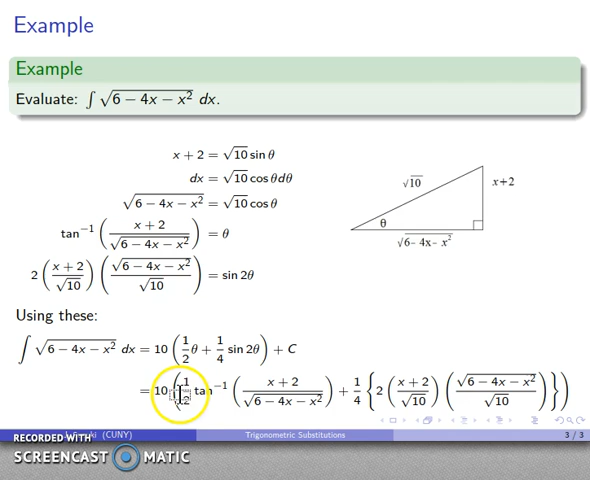 Example
Example
Evaluate: ∫ √(6 − 4x − x²) dx.
x + 2 = √10 sin θ
dx = √10 cos θdθ
√(6 − 4x − x²) = √10 cos θ
tan⁻¹ ( (x + 2) / √(6 − 4x − x²) ) = θ
2 ( (x + 2) / √10 ) ( √(6 − 4x − x²) / √10 ) = sin 2θ
√10
x+2
θ
√(6- 4x- x²)
Using these:
∫ √(6 − 4x − x²) dx = 10 ( 1/2 θ + 1/4 sin 2θ ) + C
= 10 ( 1/2 tan⁻¹ ( (x + 2) / √(6 − 4x − x²) ) + 1/4 { 2 ( (x + 2) / √10 ) ( √(6 − 4x − x²) / √10 ) } )
(CUNY) Trigonometric Substitutions 3 / 3
RECORDED WITH
SCREENCAST MATIC